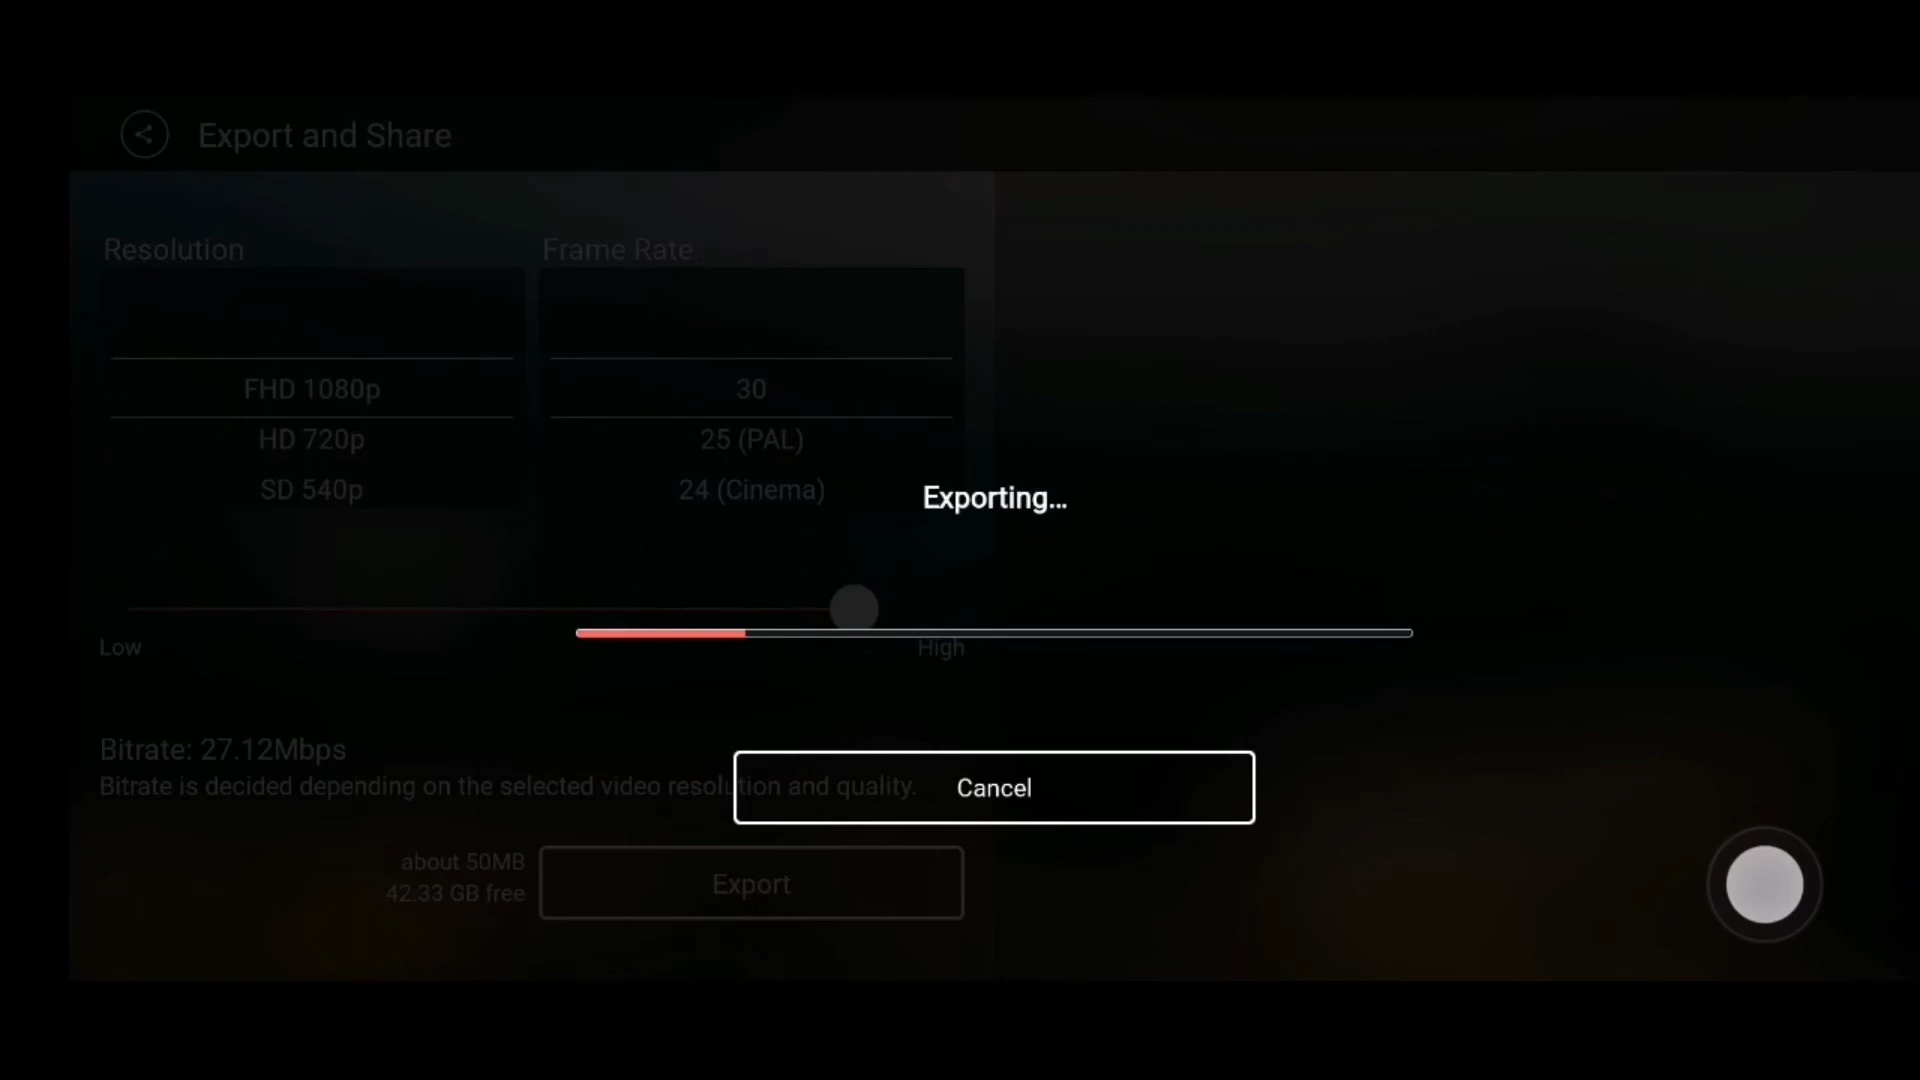 Export and Share
Resolution
Frame Rate
FHD 1080p
30
HD 720p
25 (PAL)
SD 540p
24 (Cinema)
Exporting...
Low
High
Bitrate: 27.12Mbps
Bitrate is decided depending on the selected video resolution and quality.
Cancel
about 50MB
42.33 GB free
Export